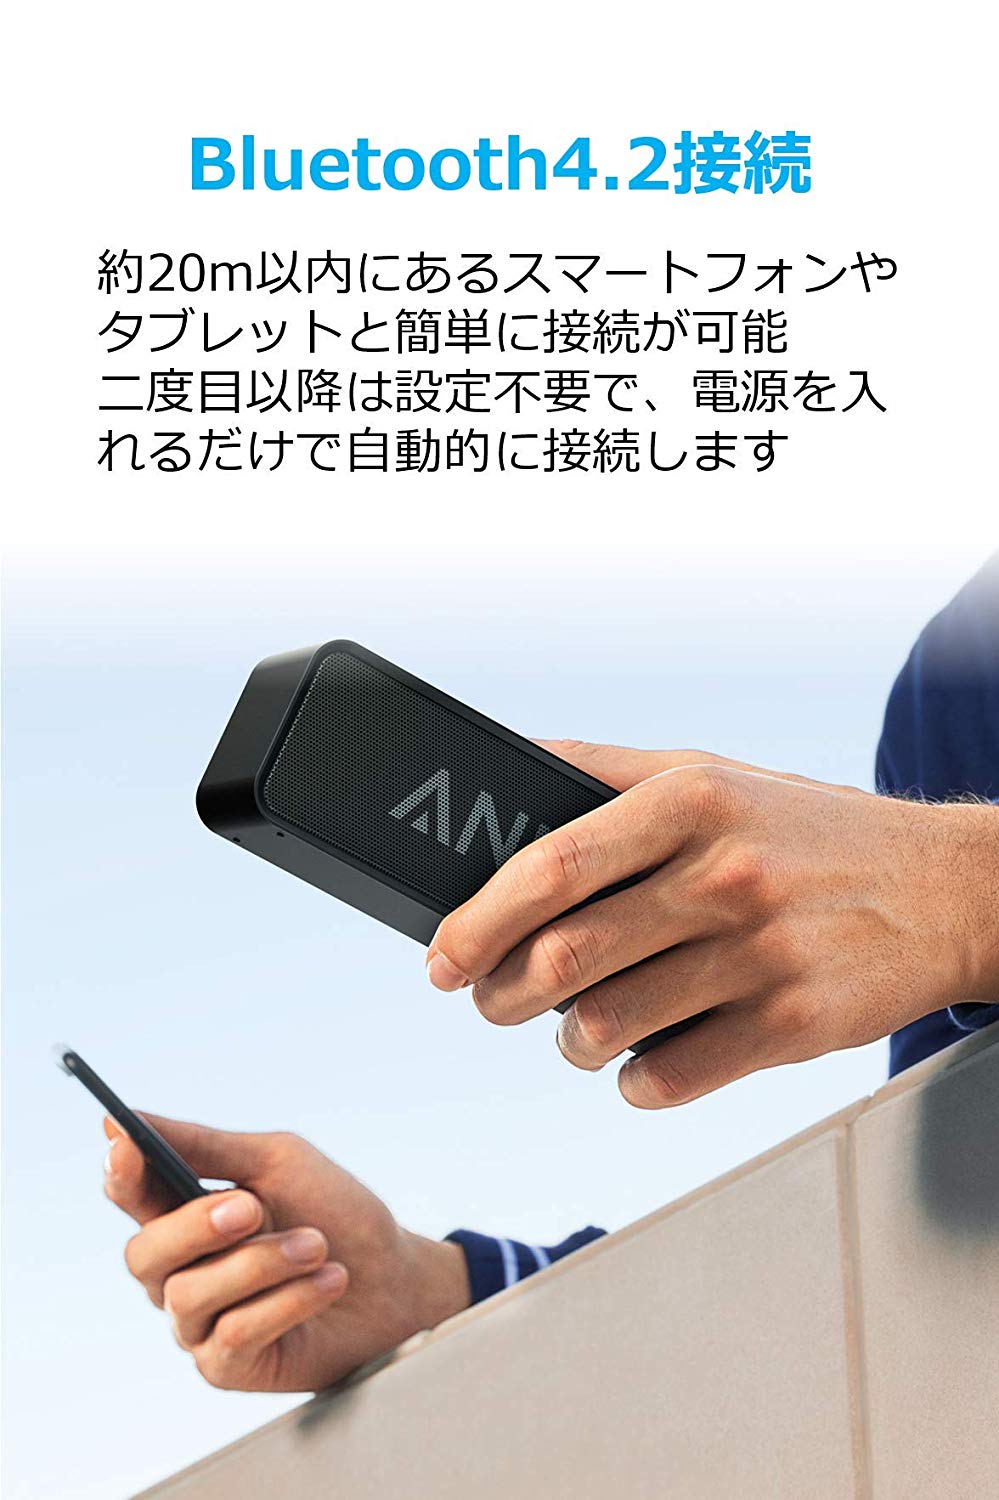 Bluetooth4.2接続
約20m以内にあるスマートフォンや
タブレットと簡単に接続が可能
二度目以降は設定不要で、電源を入
れるだけで自動的に接続します
AN